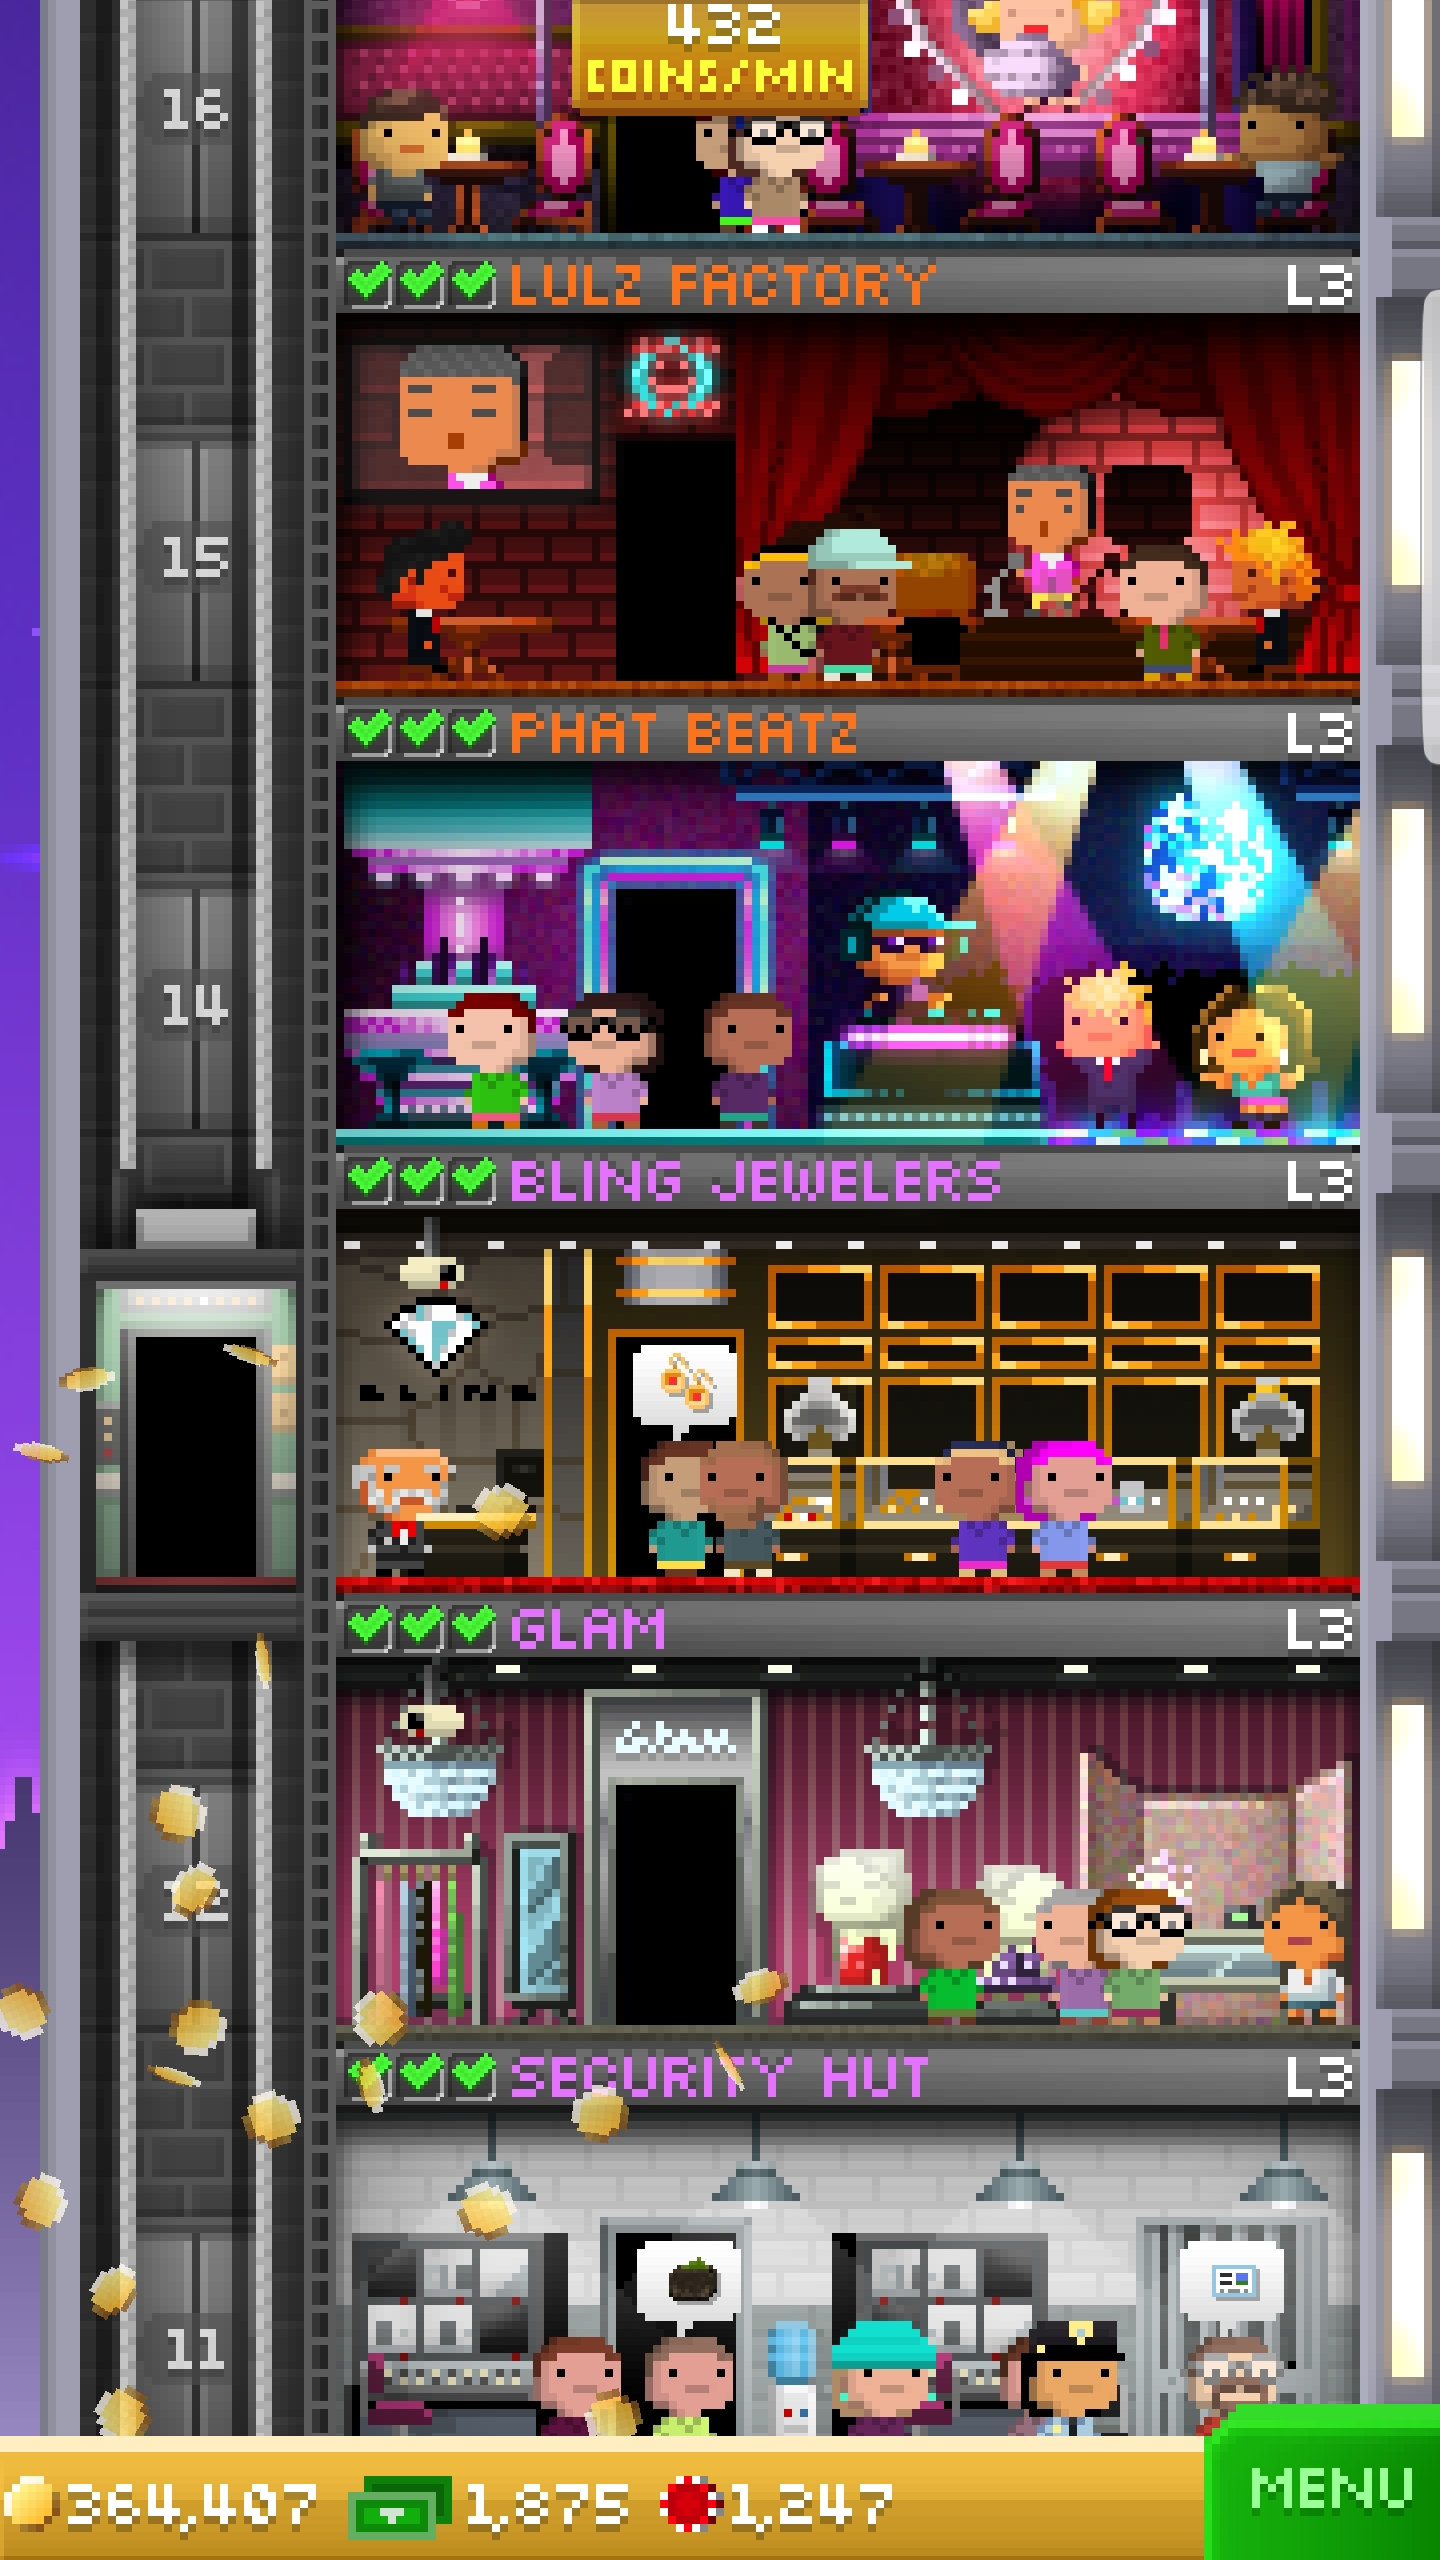 432
COINS/MIN
16
LULZ FACTORY L3
15
PHAT BEATZ L3
14
BLING JEWELERS L3
BLING
GLAM L3
Glam
12
SECURITY HUT L3
11
364,407 1,875 1,247
MENU